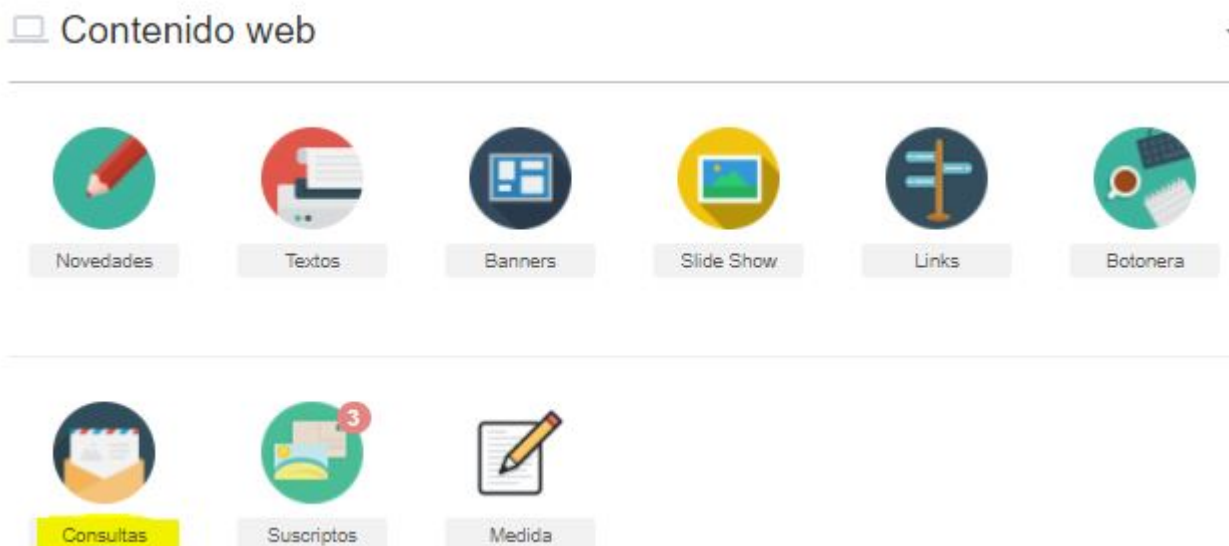 Contenido web
Novedades
Textos
Banners
Slide Show
Links
Botonera
3
Consultas
Suscriptos
Medida